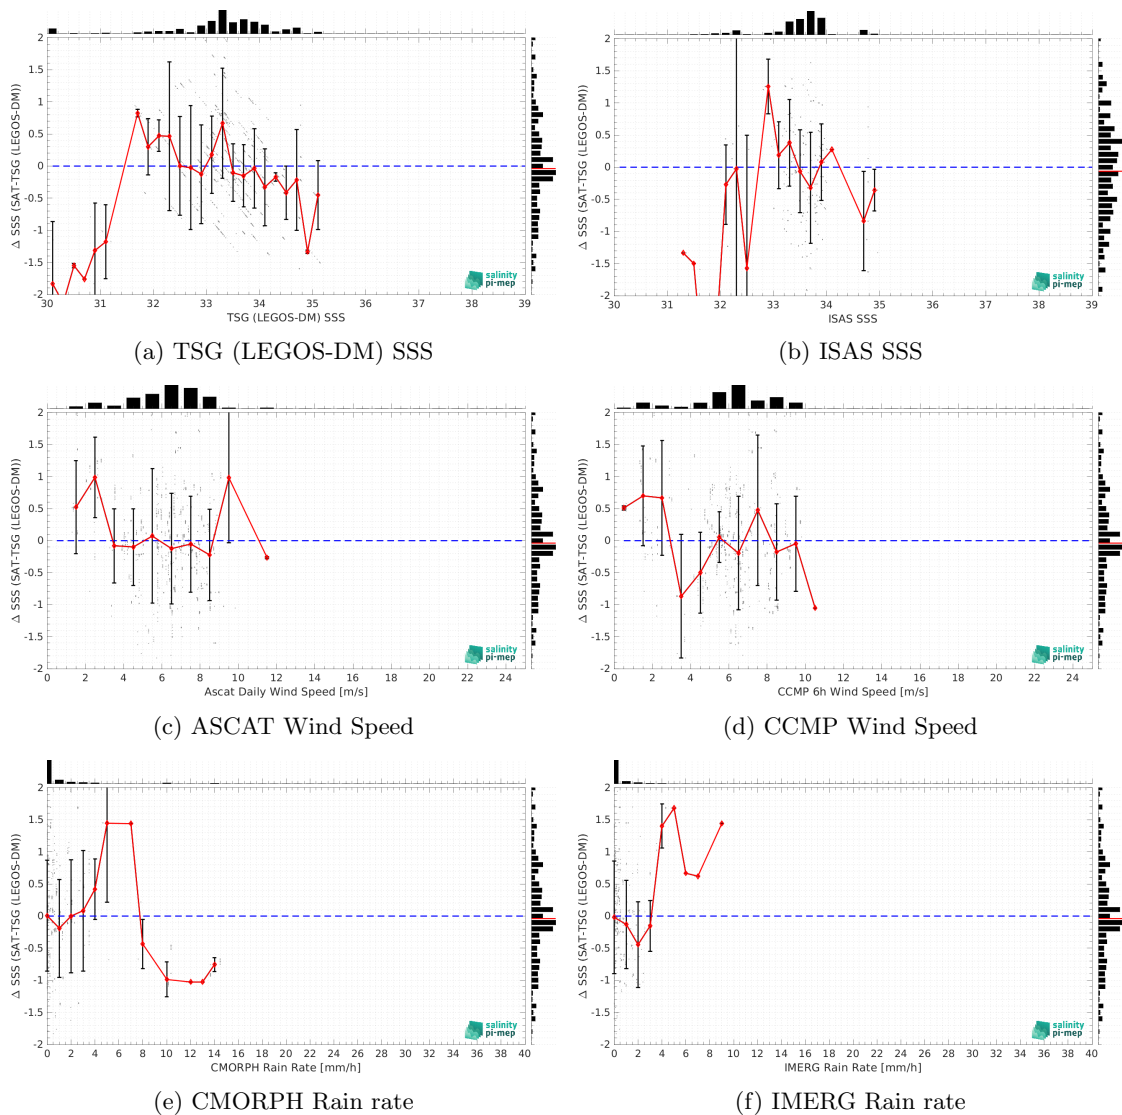 2
1.5
1
0.5
0
-0.5
-1
-1.5
-2
Δ SSS (SAT-TSG (LEGOS-DM))
30 31 32 33 34 35 36 37 38 39
TSG (LEGOS-DM) SSS
salinity
pi-mep
(a) TSG (LEGOS-DM) SSS
2
1.5
1
0.5
0
-0.5
-1
-1.5
-2
Δ SSS (SAT-TSG (LEGOS-DM))
30 31 32 33 34 35 36 37 38 39
ISAS SSS
salinity
pi-mep
(b) ISAS SSS
2
1.5
1
0.5
0
-0.5
-1
-1.5
-2
Δ SSS (SAT-TSG (LEGOS-DM))
0 2 4 6 8 10 12 14 16 18 20 22 24
Ascat Daily Wind Speed [m/s]
salinity
pi-mep
(c) ASCAT Wind Speed
2
1.5
1
0.5
0
-0.5
-1
-1.5
-2
Δ SSS (SAT-TSG (LEGOS-DM))
0 2 4 6 8 10 12 14 16 18 20 22 24
CCMP 6h Wind Speed [m/s]
salinity
pi-mep
(d) CCMP Wind Speed
2
1.5
1
0.5
0
-0.5
-1
-1.5
-2
Δ SSS (SAT-TSG (LEGOS-DM))
0 2 4 6 8 10 12 14 16 18 20 22 24 26 28 30 32 34 36 38 40
CMORPH Rain Rate [mm/h]
salinity
pi-mep
(e) CMORPH Rain rate
2
1.5
1
0.5
0
-0.5
-1
-1.5
-2
Δ SSS (SAT-TSG (LEGOS-DM))
0 2 4 6 8 10 12 14 16 18 20 22 24 26 28 30 32 34 36 38 40
IMERG Rain Rate [mm/h]
salinity
pi-mep
(f) IMERG Rain rate